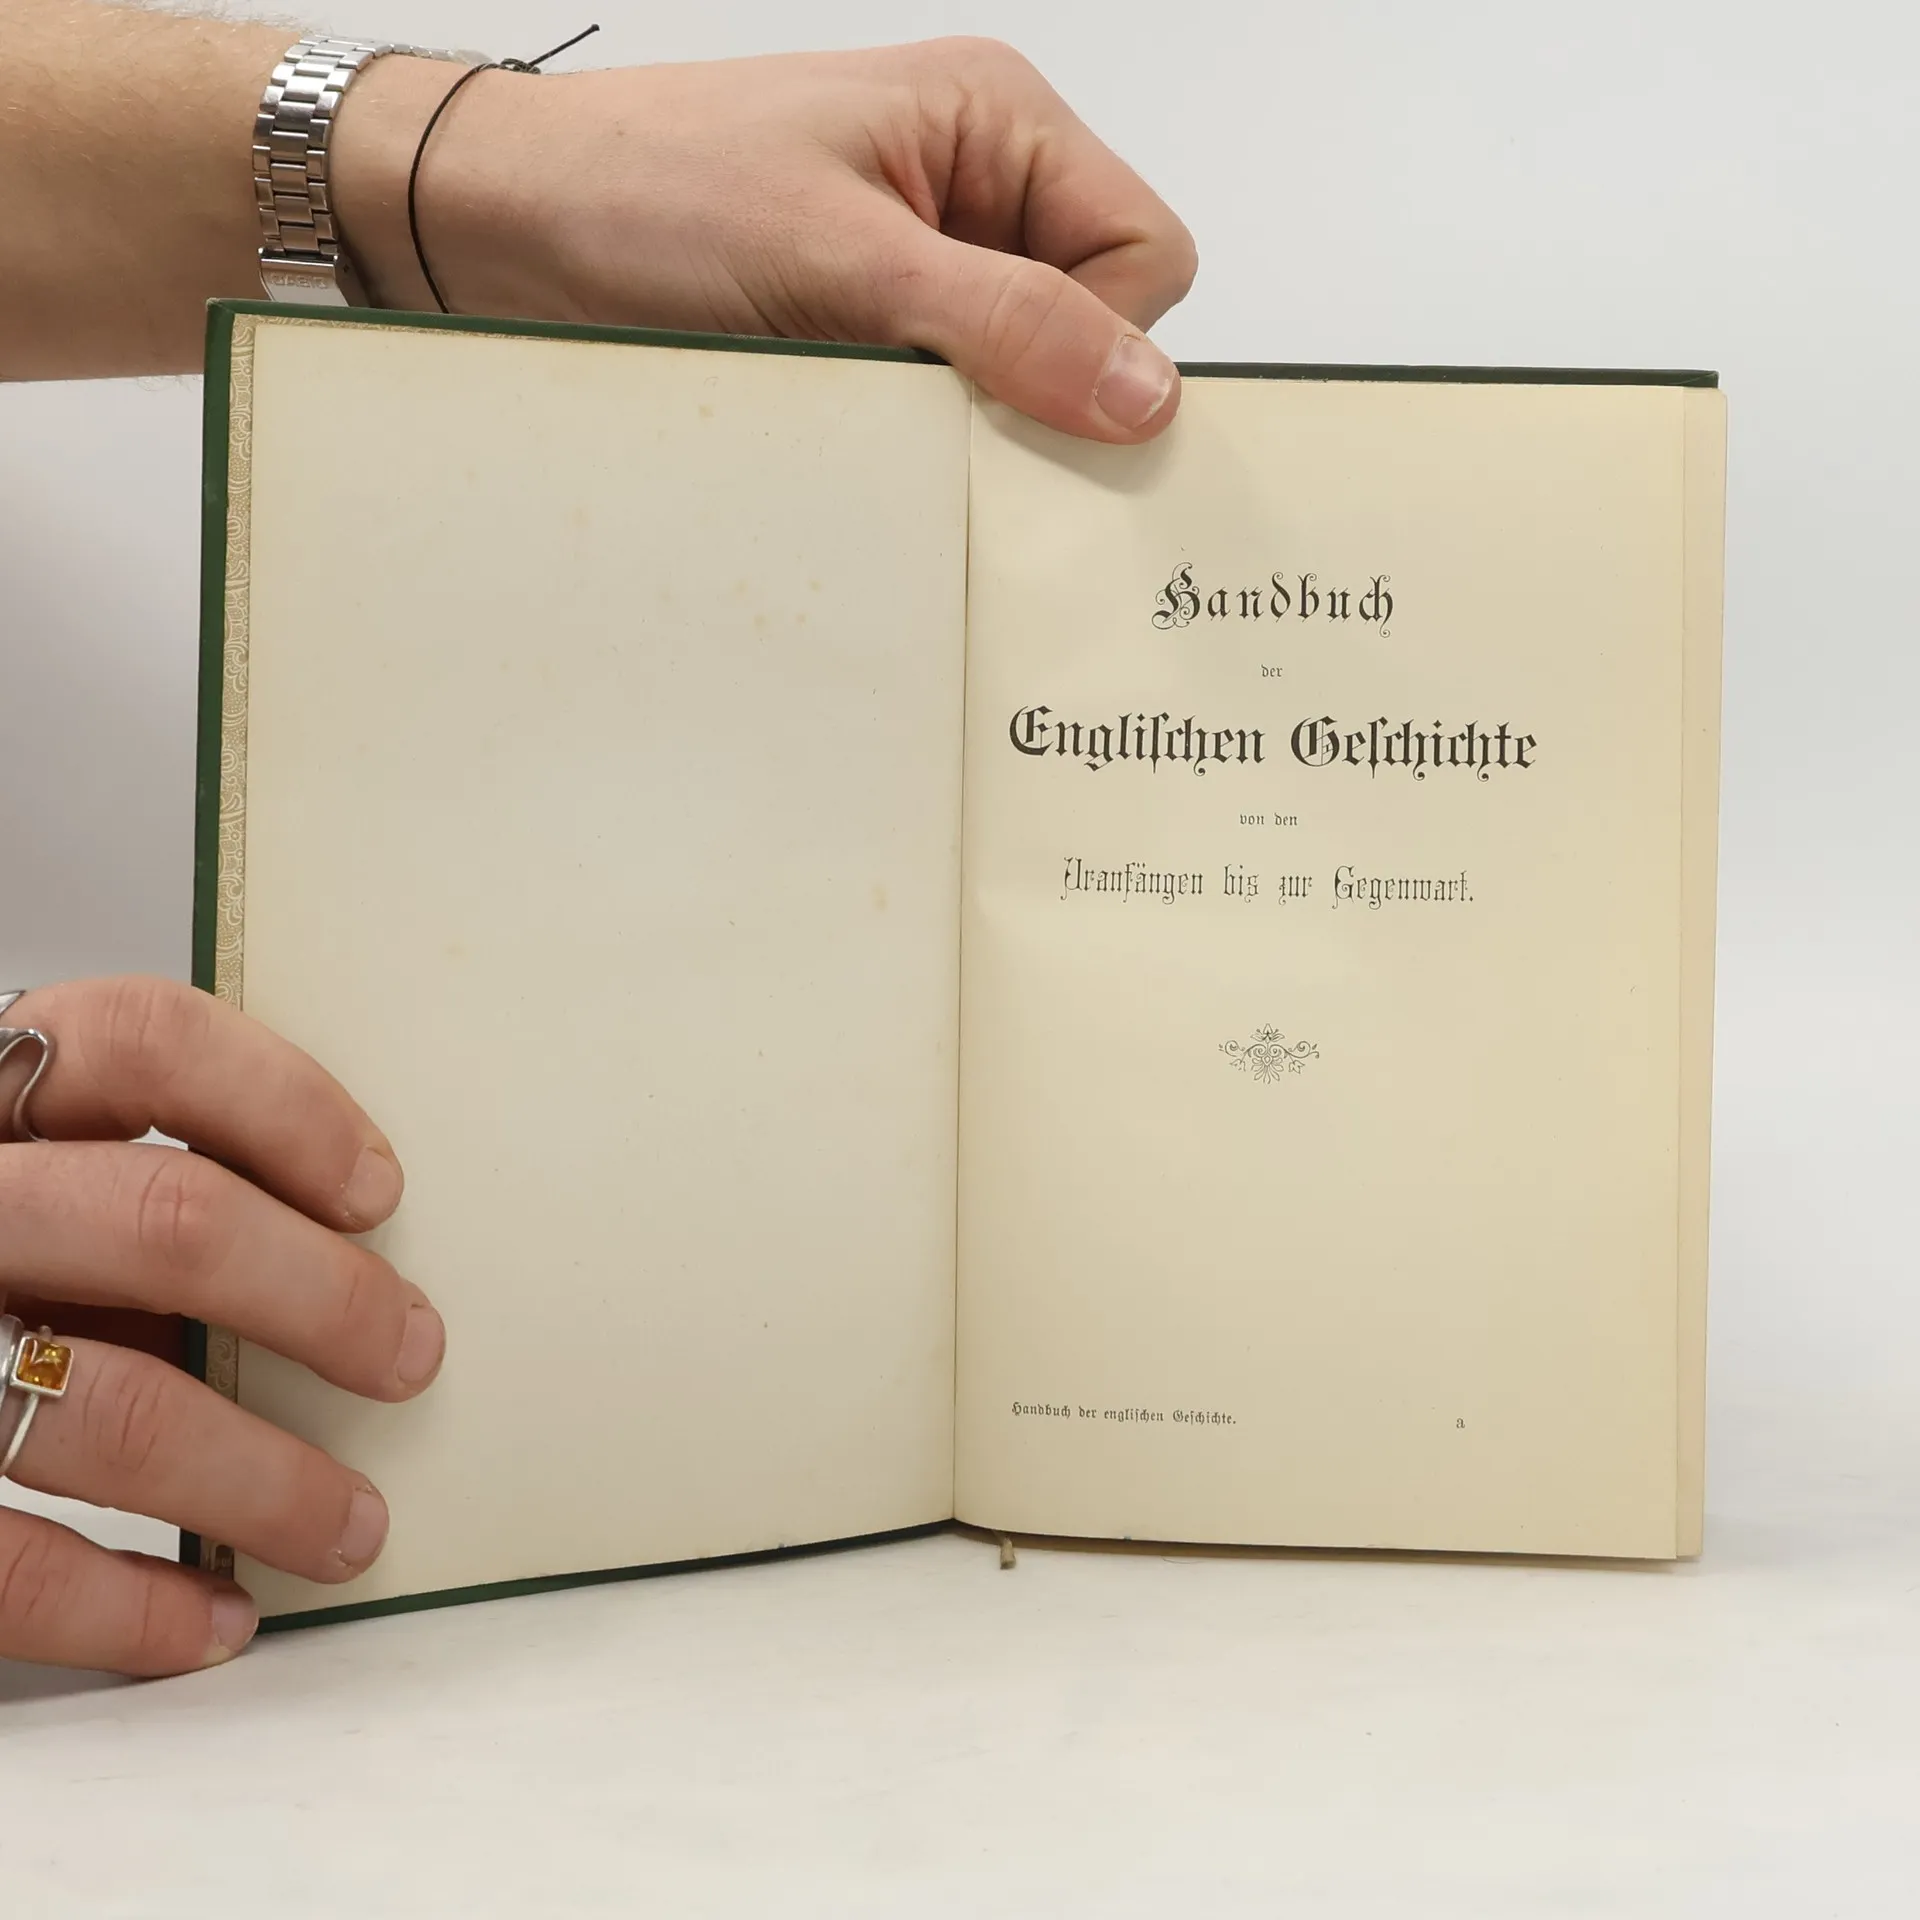 Handbuch
der
Engliſchen Geſchichte
von den
Uranfängen bis zur Gegenwart.
Handbuch der engliſchen Geſchichte.
a